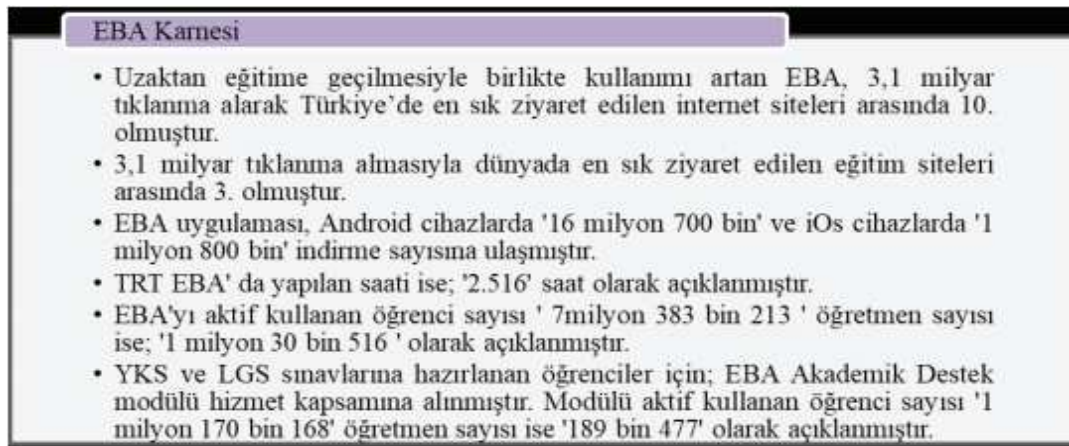 EBA Karnesi
• Uzaktan eğitime geçilmesiyle birlikte kullanımı artan EBA, 3,1 milyar
tıklanma alarak Türkiye’de en sık ziyaret edilen internet siteleri arasında 10.
olmuştur.
• 3,1 milyar tıklanma almasıyla dünyada en sık ziyaret edilen eğitim siteleri
arasında 3. olmuştur.
• EBA uygulaması, Android cihazlarda '16 milyon 700 bin' ve iOs cihazlarda '1
milyon 800 bin' indirme sayısına ulaşmıştır.
• TRT EBA' da yapılan saati ise; '2.516' saat olarak açıklanmıştır.
• EBA'yı aktif kullanan öğrenci sayısı ' 7milyon 383 bin 213 ' öğretmen sayısı
ise; '1 milyon 30 bin 516 ' olarak açıklanmıştır.
• YKS ve LGS sınavlarına hazırlanan öğrenciler için; EBA Akademik Destek
modülü hizmet kapsamına alınmıştır. Modülü aktif kullanan öğrenci sayısı '1
milyon 170 bin 168' öğretmen sayısı ise '189 bin 477' olarak açıklanmıştır.